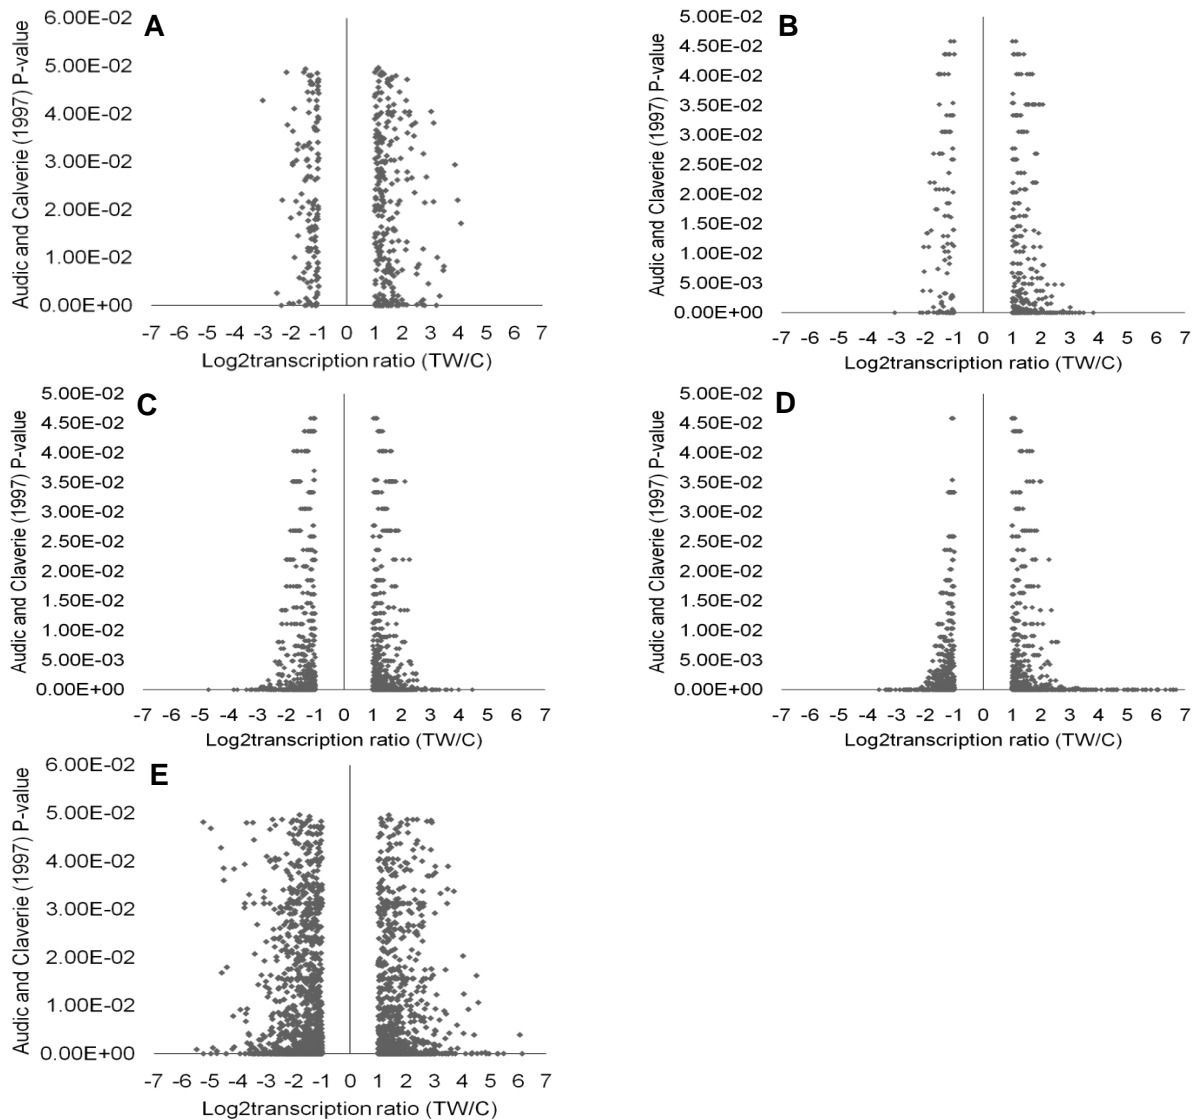 A
Audic and Calverie (1997) P-value
6.00E-02
5.00E-02
4.00E-02
3.00E-02
2.00E-02
1.00E-02
0.00E+00
-7 -6 -5 -4 -3 -2 -1 0 1 2 3 4 5 6 7
Log2transcription ratio (TW/C)
B
Audic and Claverie (1997) P-value
5.00E-02
4.50E-02
4.00E-02
3.50E-02
3.00E-02
2.50E-02
2.00E-02
1.50E-02
1.00E-02
5.00E-03
0.00E+00
-7 -6 -5 -4 -3 -2 -1 0 1 2 3 4 5 6 7
Log2transcription ratio (TW/C)
C
Audic and Claverie (1997) P-value
5.00E-02
4.50E-02
4.00E-02
3.50E-02
3.00E-02
2.50E-02
2.00E-02
1.50E-02
1.00E-02
5.00E-03
0.00E+00
-7 -6 -5 -4 -3 -2 -1 0 1 2 3 4 5 6 7
Log2transcription ratio (TW/C)
D
Audic and Claverie (1997) P-value
5.00E-02
4.50E-02
4.00E-02
3.50E-02
3.00E-02
2.50E-02
2.00E-02
1.50E-02
1.00E-02
5.00E-03
0.00E+00
-7 -6 -5 -4 -3 -2 -1 0 1 2 3 4 5 6 7
Log2transcription ratio (TW/C)
E
Audic and Claverie (1997) P-value
6.00E-02
5.00E-02
4.00E-02
3.00E-02
2.00E-02
1.00E-02
0.00E+00
-7 -6 -5 -4 -3 -2 -1 0 1 2 3 4 5 6 7
Log2transcription ratio (TW/C)